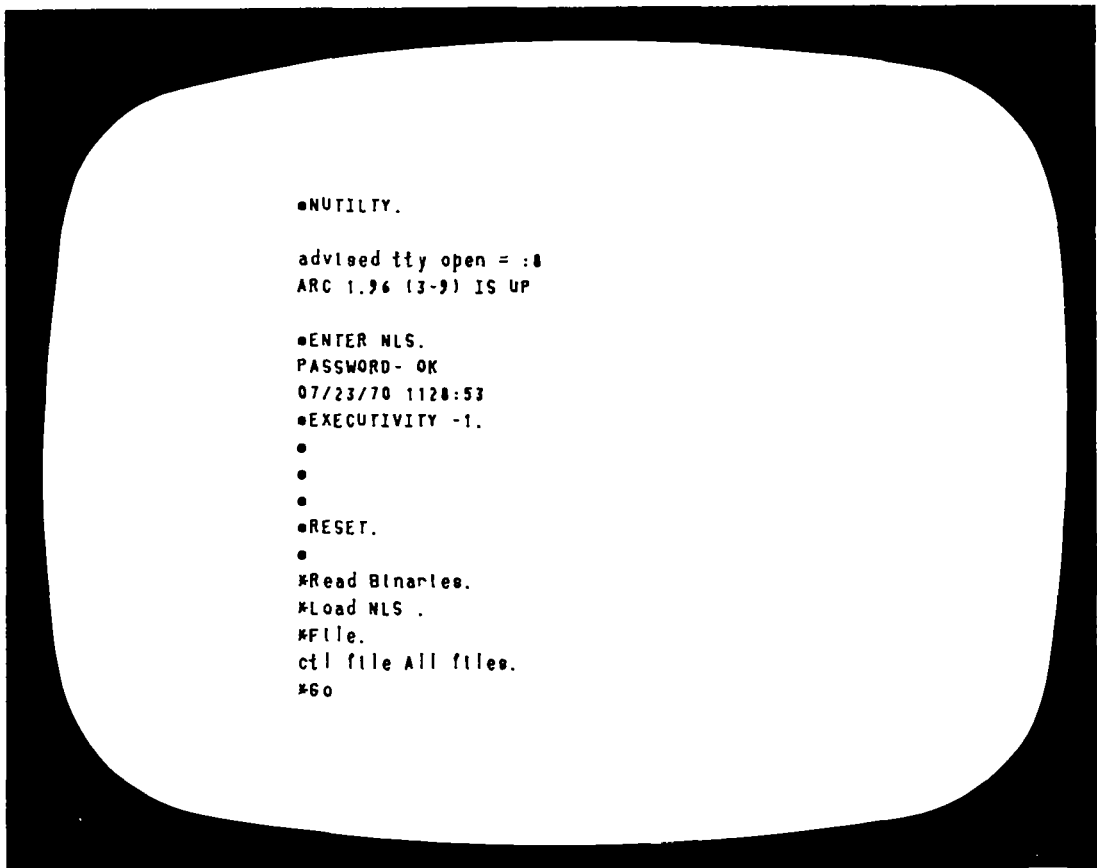 ●NUTILTY.
advised tty open = :8
ARC 1.96 (3-9) IS UP
●ENTER NLS.
PASSWORD- OK
07/23/70 1128:53
●EXECUTIVITY -1.
●
●
●
●RESET.
●
*Read Binaries.
*Load NLS .
*File.
ctl file All files.
*Go